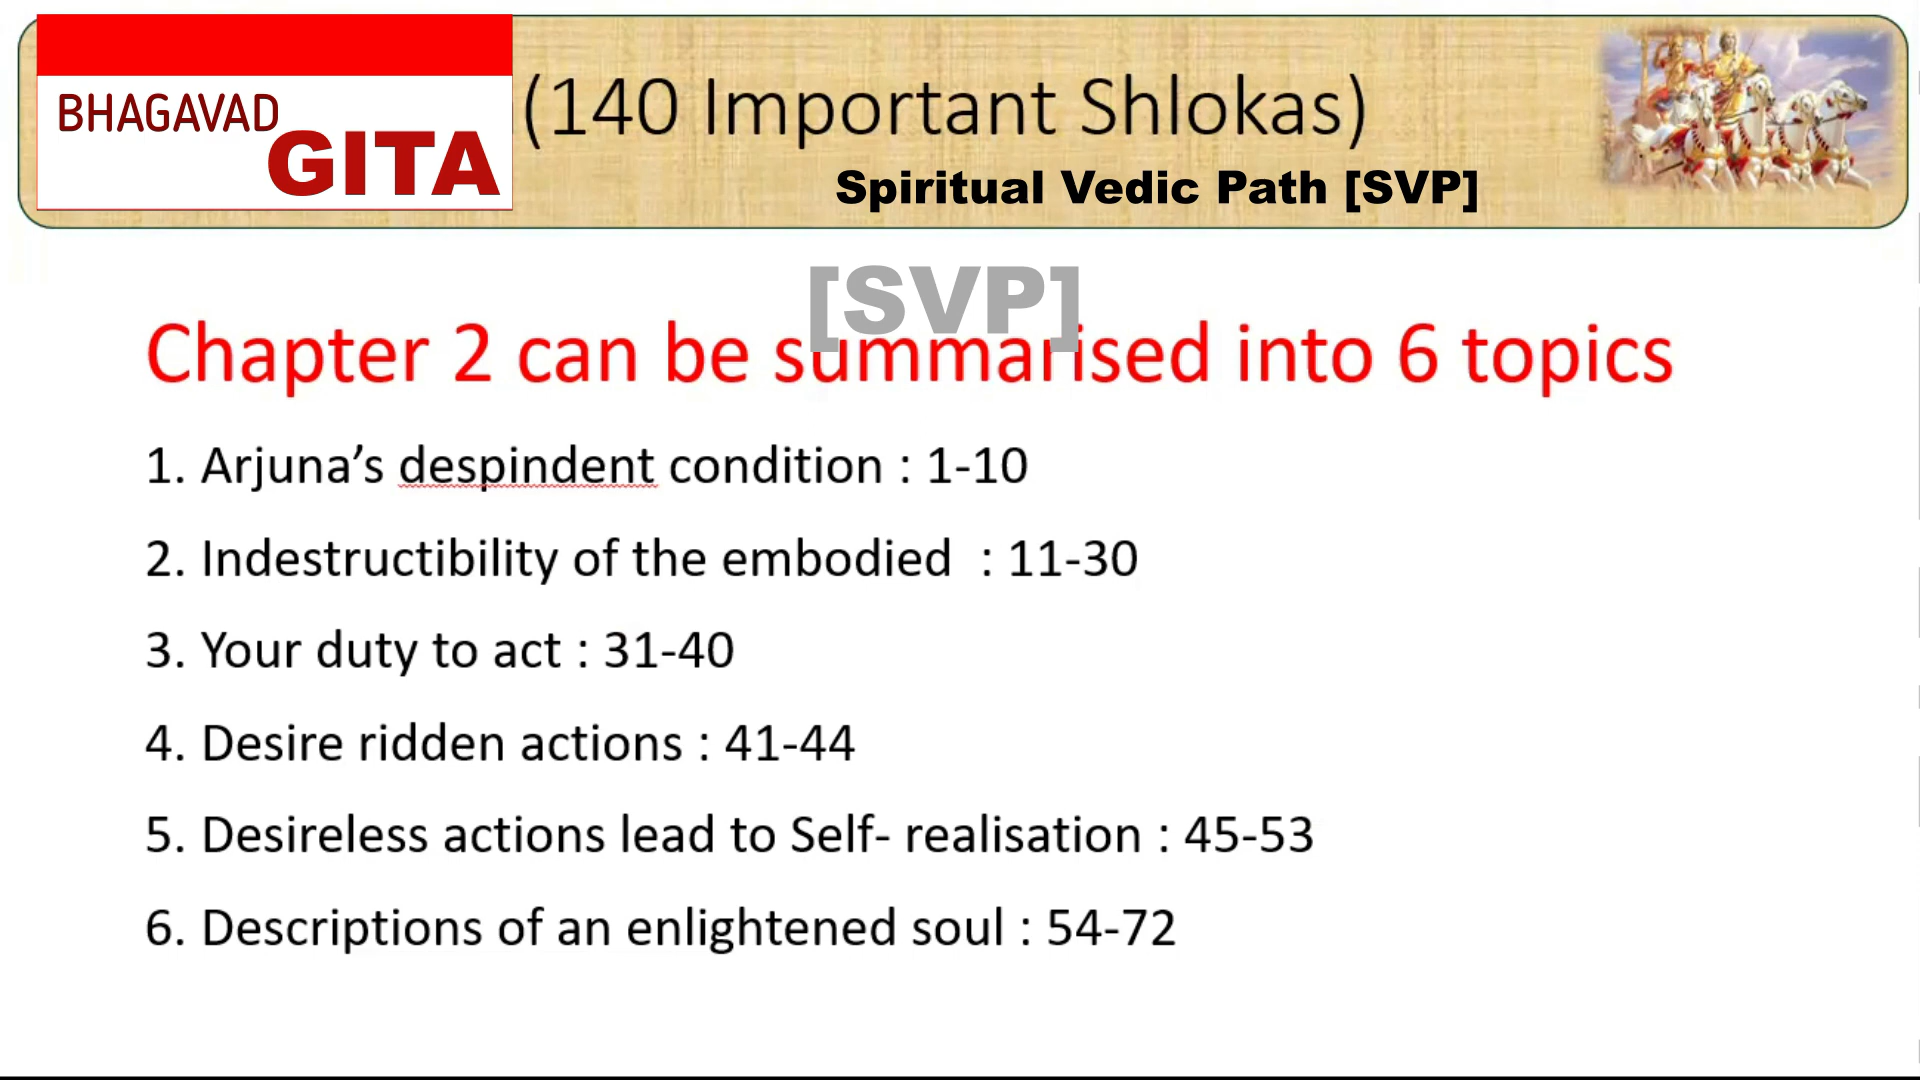 BHAGAVAD
GITA
(140 Important Shlokas)
Spiritual Vedic Path [SVP]
[SVP]
Chapter 2 can be summarised into 6 topics
1. Arjuna’s despindent condition : 1-10
2. Indestructibility of the embodied  : 11-30
3. Your duty to act : 31-40
4. Desire ridden actions : 41-44
5. Desireless actions lead to Self- realisation : 45-53
6. Descriptions of an enlightened soul : 54-72